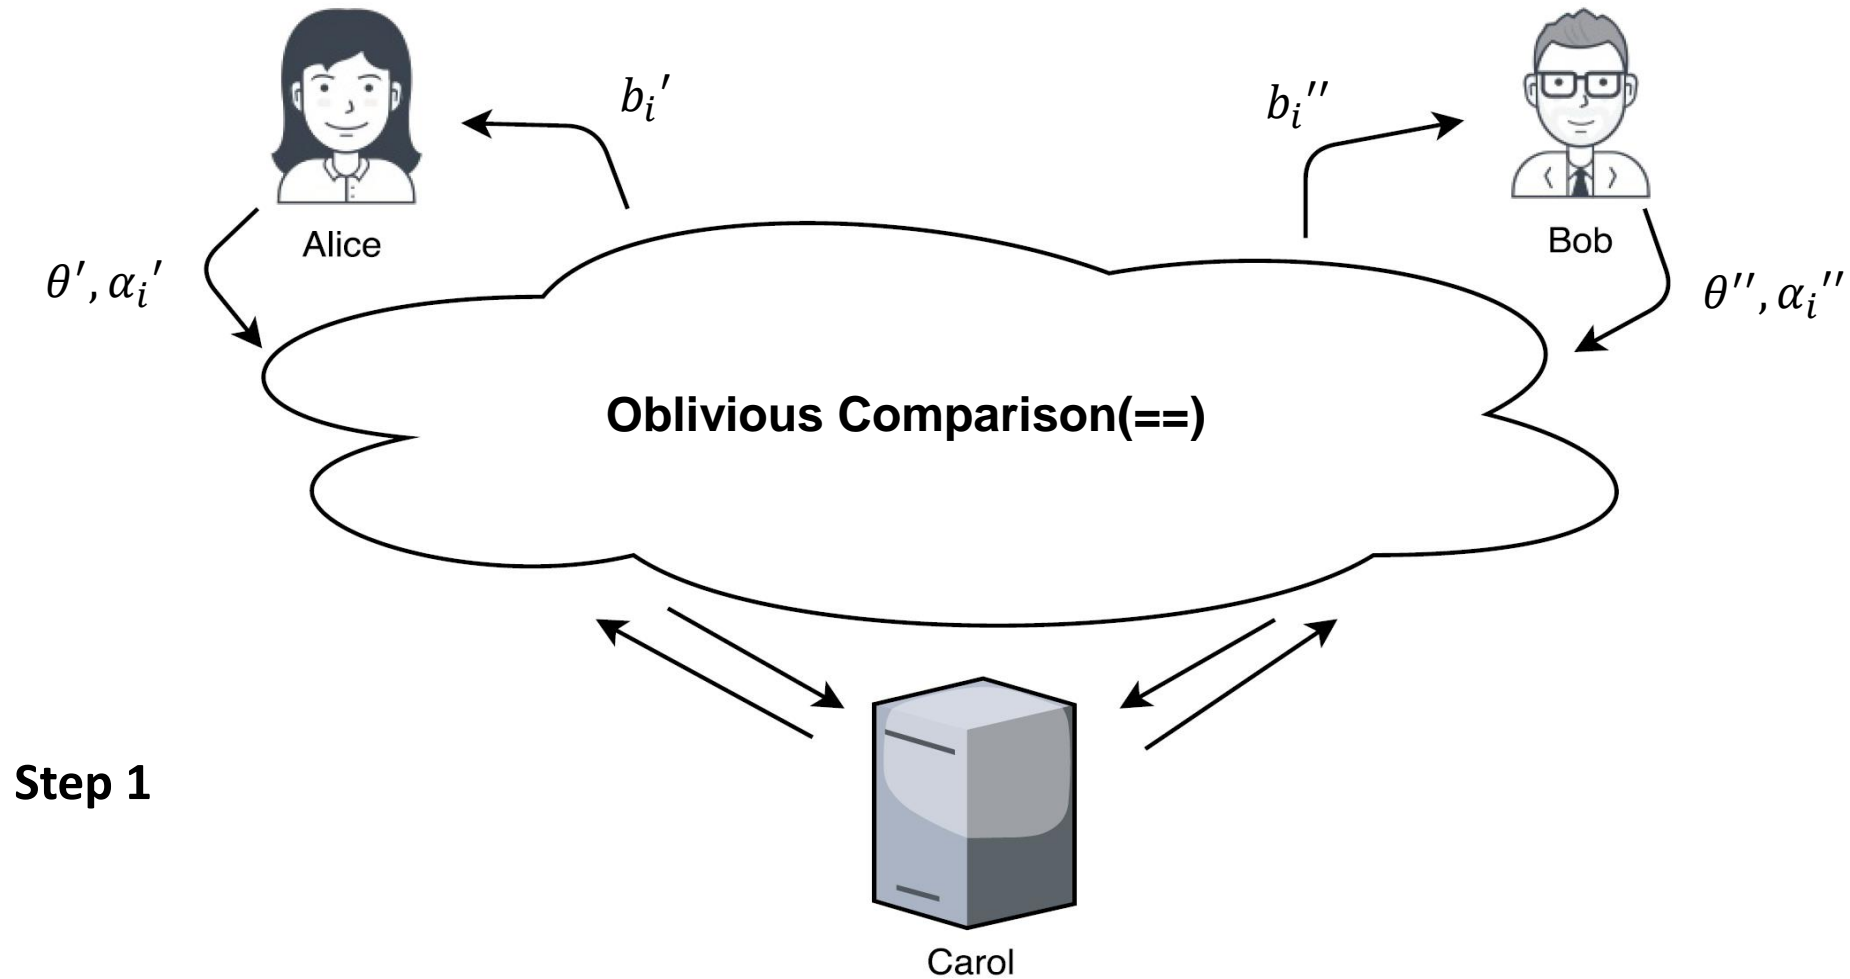 b_i′
b_i″
Alice
Bob
θ′, α_i′
θ″, α_i″
Oblivious Comparison(==)
Step 1
Carol